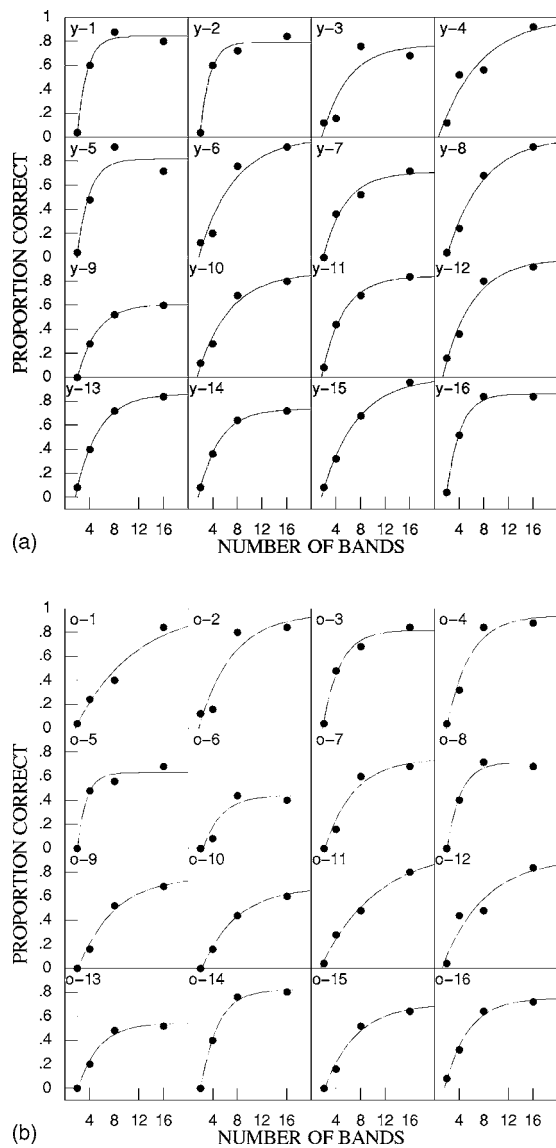 1 y−1 y−2 y−3 y−4
.8
.6
.4
.2
0 y−5 y−6 y−7 y−8
.8
.6
.4
.2
0 y−9 y−10 y−11 y−12
.8
.6
.4
.2
0 y−13 y−14 y−15 y−16
.8
.6
.4
.2
0
PROPORTION CORRECT
4 8 12 16 4 8 12 16 4 8 12 16 4 8 12 16
(a) NUMBER OF BANDS
1 o−1 o−2 o−3 o−4
.8
.6
.4
.2
0 o−5 o−6 o−7 o−8
.8
.6
.4
.2
0 o−9 o−10 o−11 o−12
.8
.6
.4
.2
0 o−13 o−14 o−15 o−16
.8
.6
.4
.2
0
PROPORTION CORRECT
4 8 12 16 4 8 12 16 4 8 12 16 4 8 12 16
(b) NUMBER OF BANDS